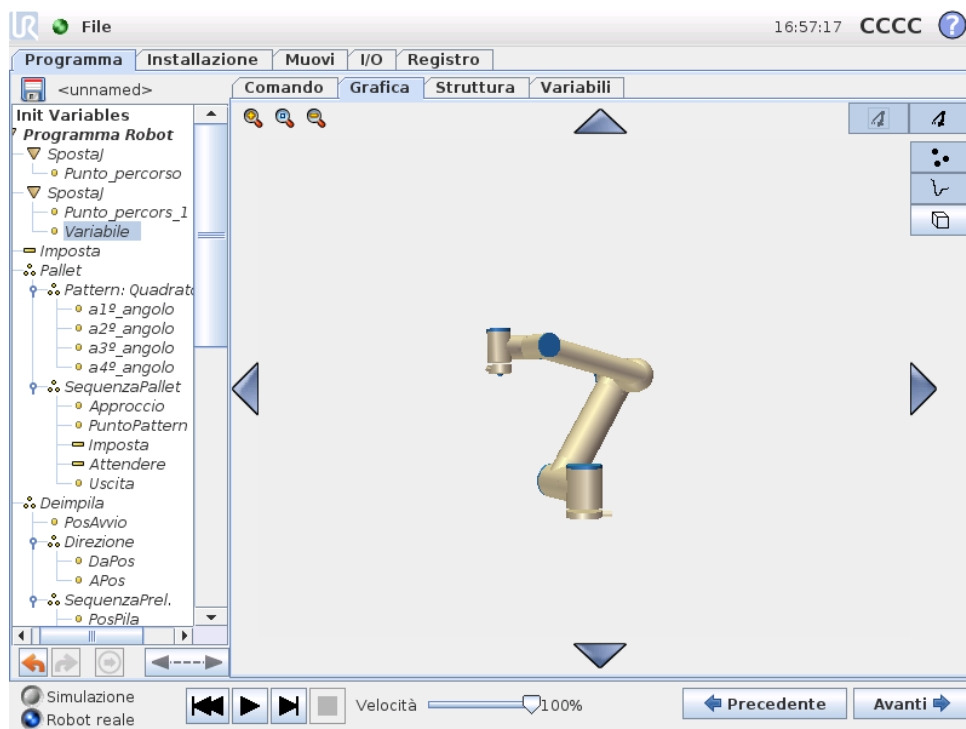 UR File 16:57:17 CCCC ?
Programma Installazione Muovi I/O Registro
<unnamed>
Comando Grafica Struttura Variabili
Init Variables
Programma Robot
SpostaJ
Punto_percorso
SpostaJ
Punto_percors_1
Variabile
Imposta
Pallet
Pattern: Quadrato
a1º_angolo
a2º_angolo
a3º_angolo
a4º_angolo
SequenzaPallet
Approccio
PuntoPattern
Imposta
Attendere
Uscita
Deimpila
PosAvvio
Direzione
DaPos
APos
SequenzaPrel.
PosPila
Simulazione
Robot reale
Velocità 100%
Precedente Avanti